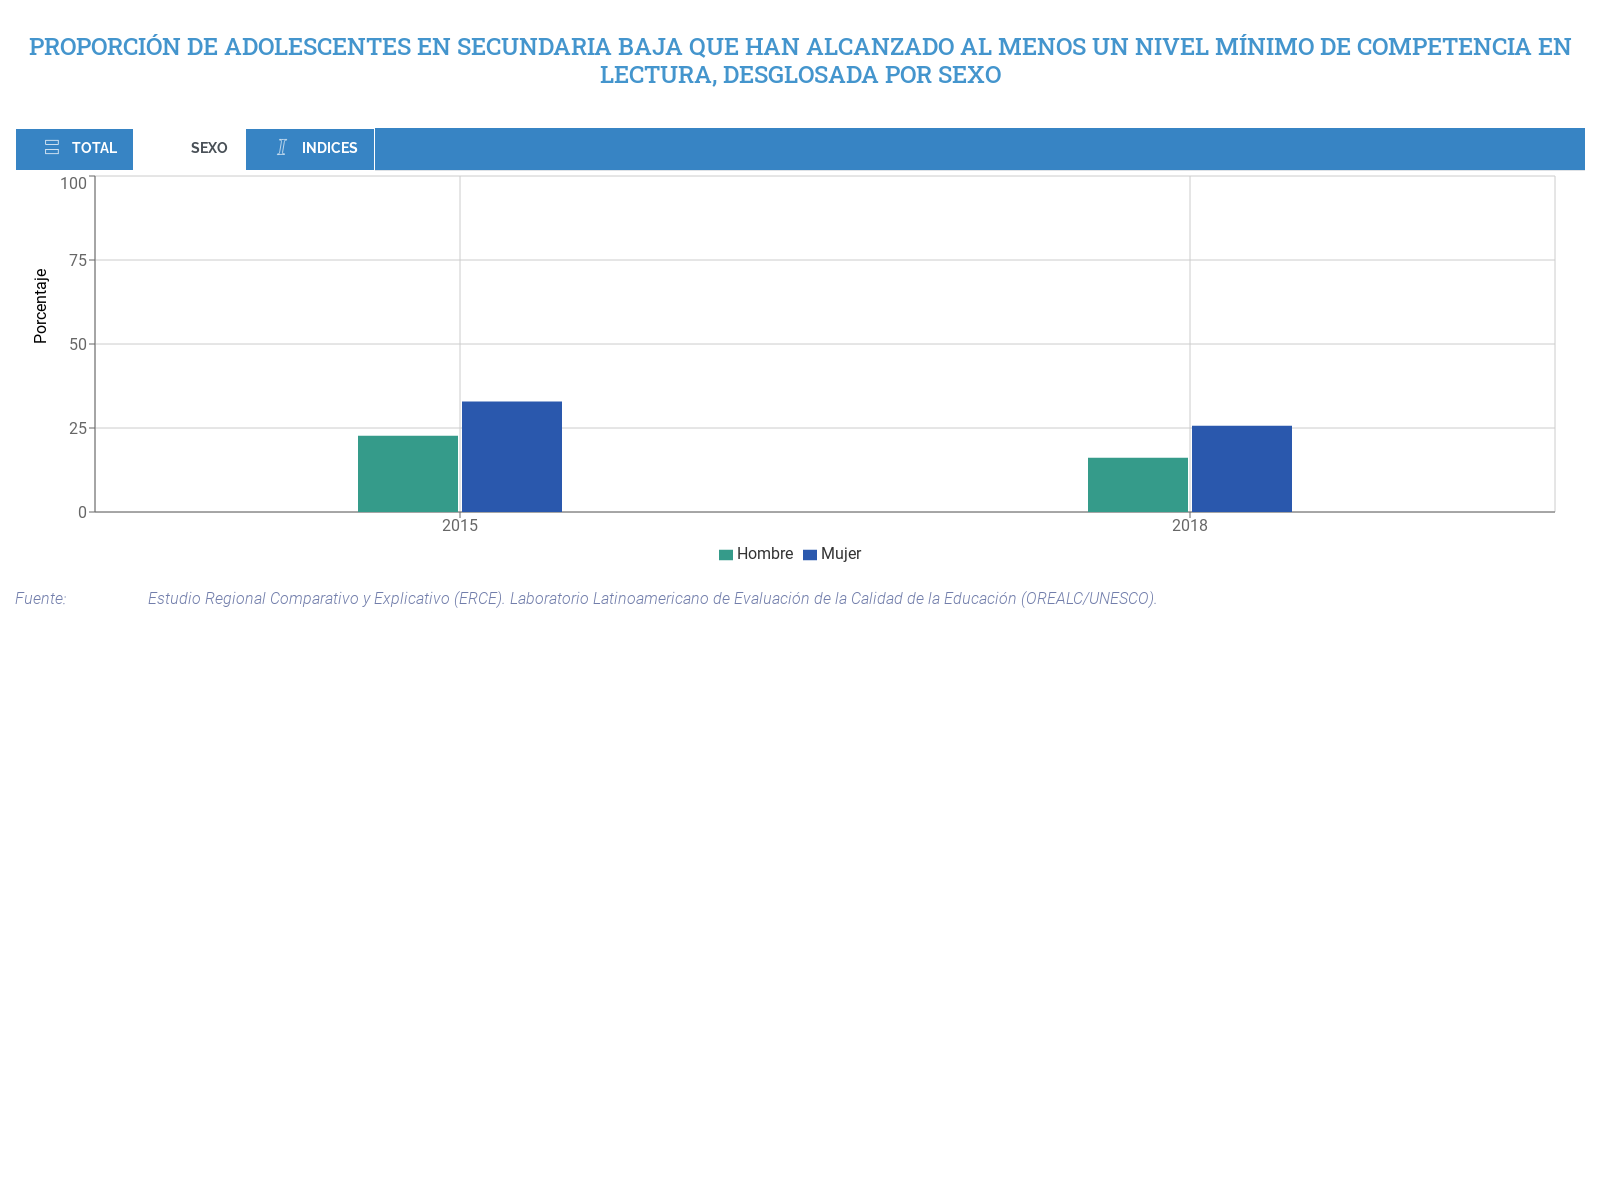 PROPORCIÓN DE ADOLESCENTES EN SECUNDARIA BAJA QUE HAN ALCANZADO AL MENOS UN NIVEL MÍNIMO DE COMPETENCIA EN
LECTURA, DESGLOSADA POR SEXO
TOTAL SEXO INDICES
100
75
50
25
0
Porcentaje
2015 2018
Hombre Mujer
Fuente: Estudio Regional Comparativo y Explicativo (ERCE). Laboratorio Latinoamericano de Evaluación de la Calidad de la Educación (OREALC/UNESCO).